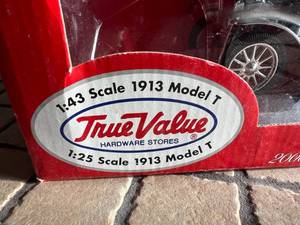 1:43 Scale 1913 Model T
True Value®
HARDWARE STORES
1:25 Scale 1913 Model T